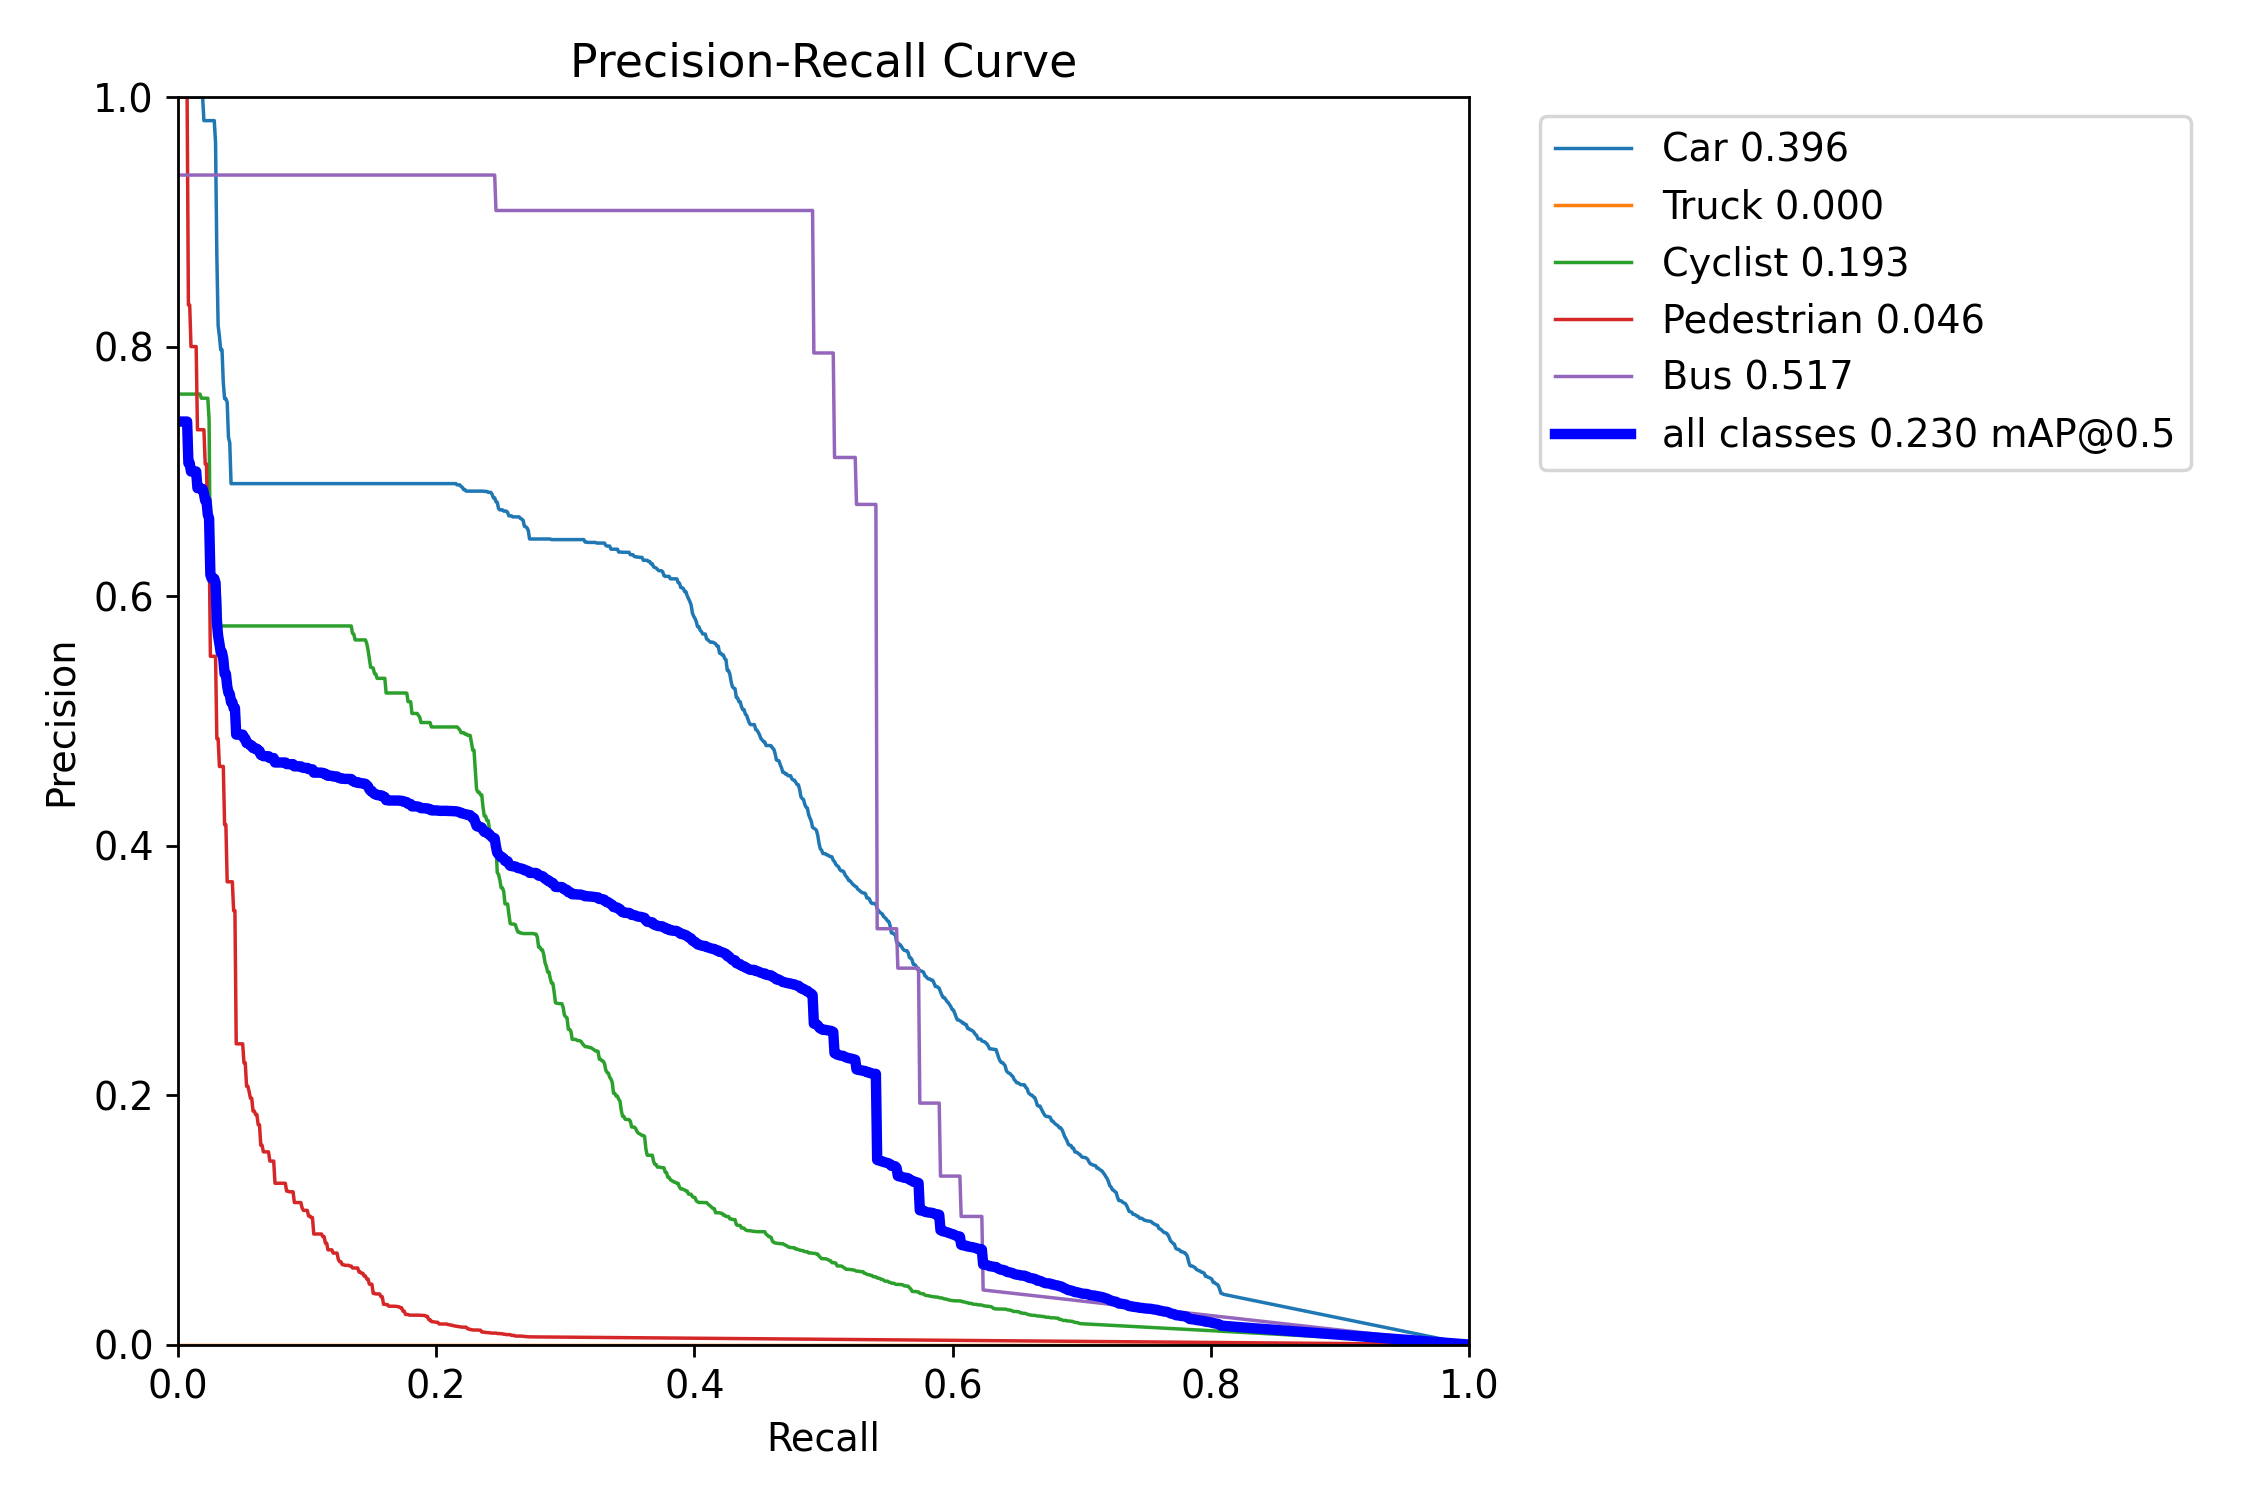 Precision-Recall Curve
1.0
0.8
0.6
0.4
0.2
0.0
Precision
0.0 0.2 0.4 0.6 0.8 1.0
Recall
Car 0.396
Truck 0.000
Cyclist 0.193
Pedestrian 0.046
Bus 0.517
all classes 0.230 mAP@0.5